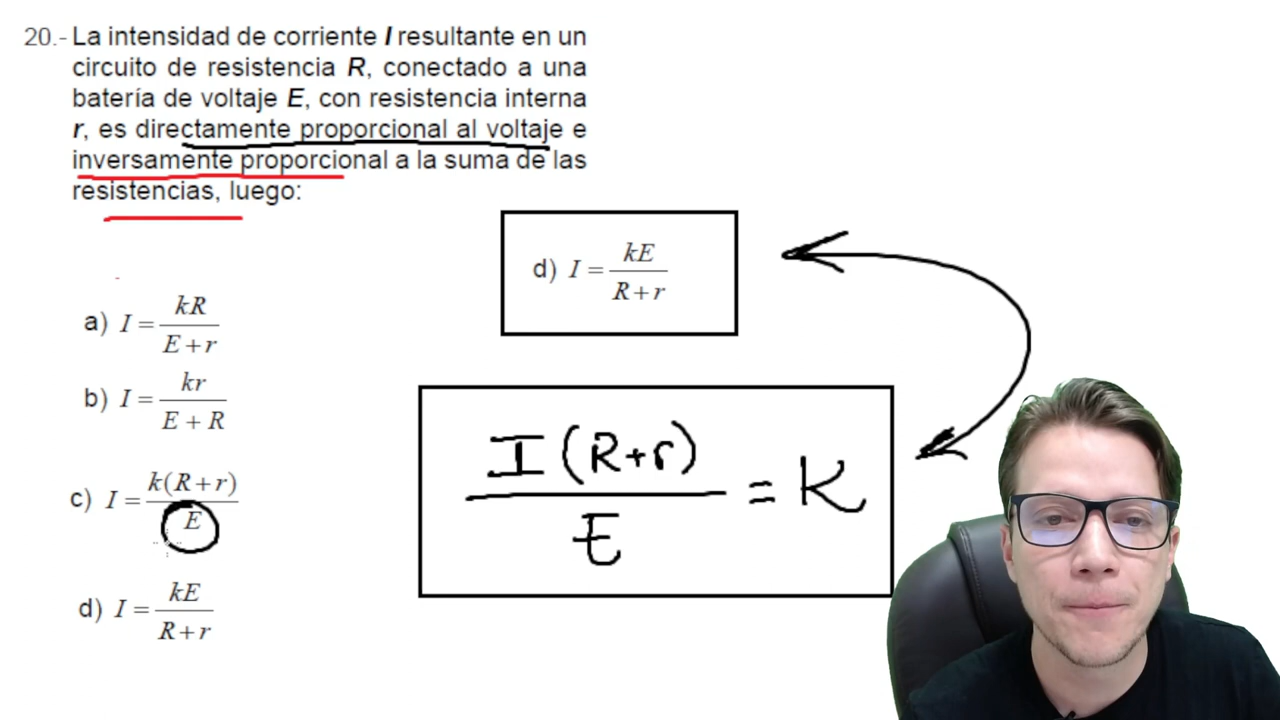 20.- La intensidad de corriente I resultante en un
circuito de resistencia R, conectado a una
batería de voltaje E, con resistencia interna
r, es directamente proporcional al voltaje e
inversamente proporcional a la suma de las
resistencias, luego:
d) I = kE / R+r
a) I = kR / E+r
b) I = kr / E+R
c) I = k(R+r) / E
d) I = kE / R+r
I(R+r) / E = K